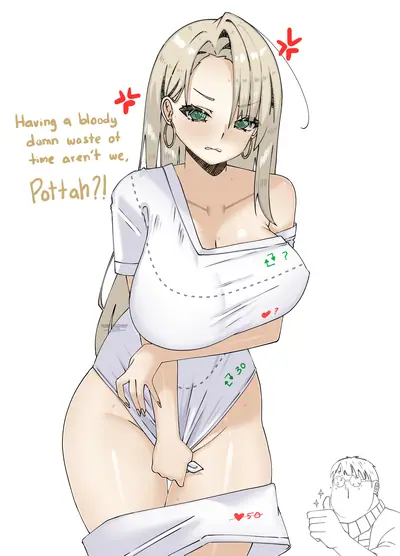 Having a bloody
damn waste of
time aren't we,
Pottah?!
?
?
30
50